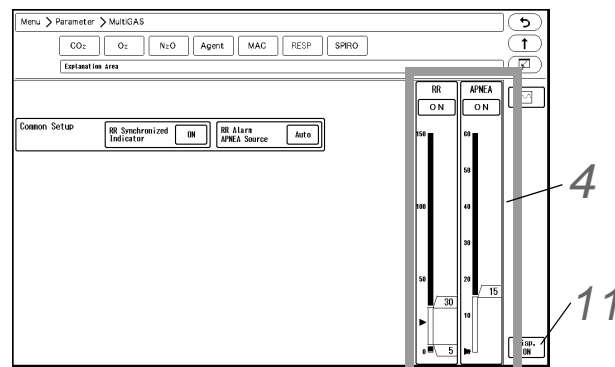 Menu > Parameter > MultiGAS
CO2 O2 N2O Agent MAC RESP SPIRO
Explanation Area
RR APNEA
ON ON
Common Setup
RR Synchronized Indicator ON
RR Alarm APNEA Source Auto
150 60
50
100 40
30
50 20
30 15
10
0 5
4
11
ON